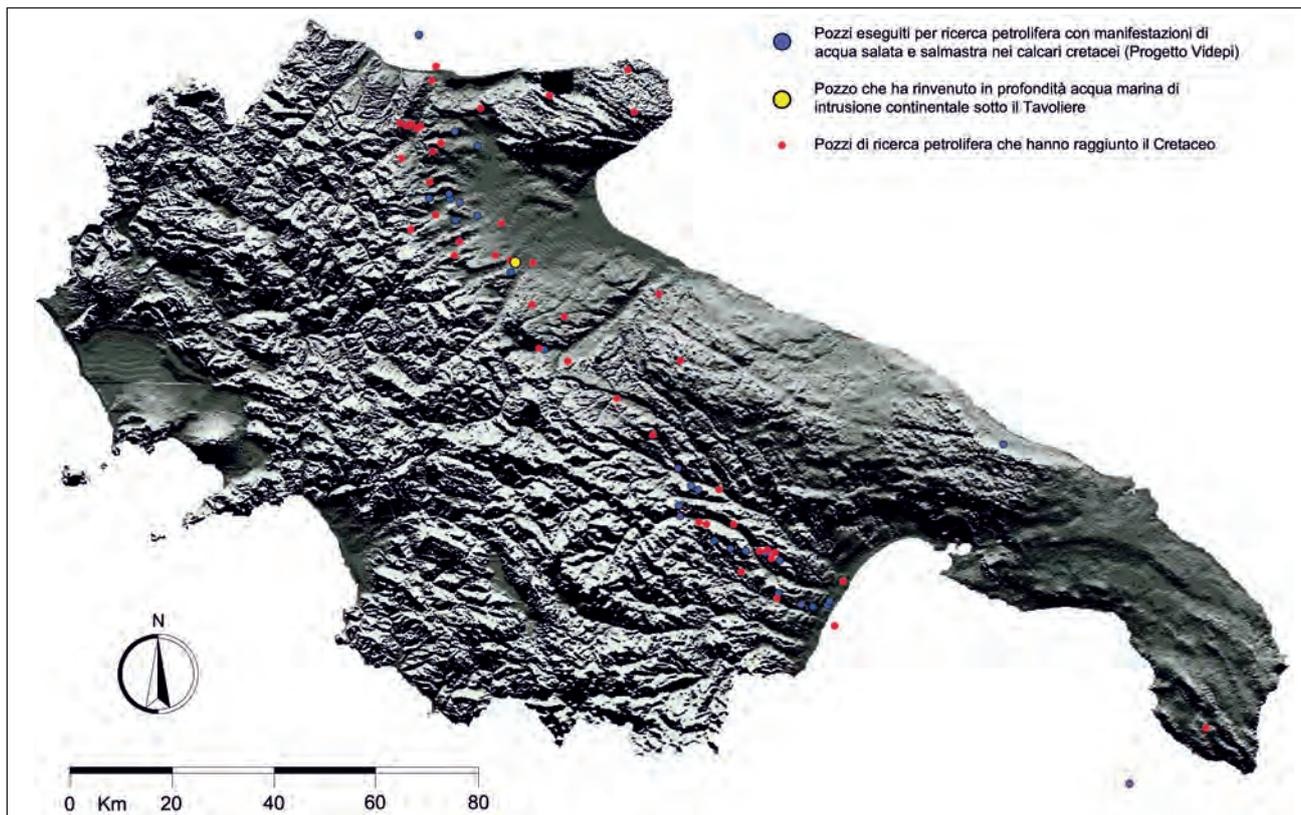 Pozzi eseguiti per ricerca petrolifera con manifestazioni di
acqua salata e salmastra nei calcari cretacei (Progetto Videpi)
Pozzo che ha rinvenuto in profondità acqua marina di
intrusione continentale sotto il Tavoliere
Pozzi di ricerca petrolifera che hanno raggiunto il Cretaceo
N
0 Km 20 40 60 80